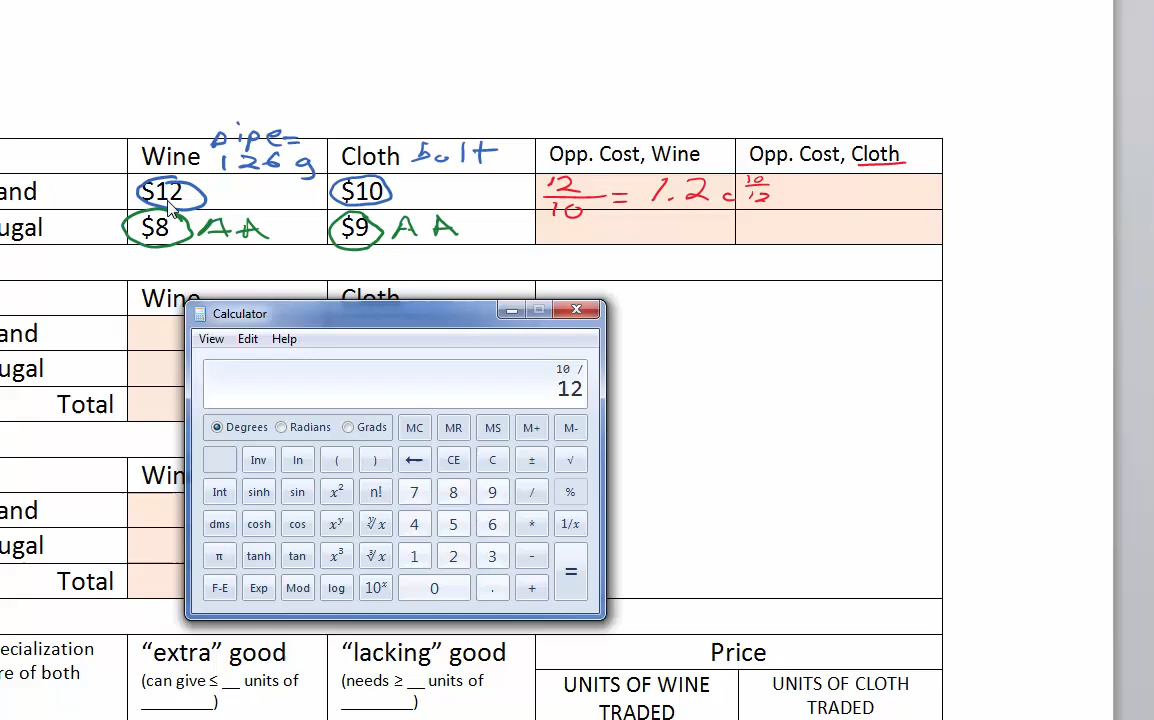 pipe=
Wine 126 g
Cloth bolt
Opp. Cost, Wine
Opp. Cost, Cloth
and
$12
$10
12
10
= 1.2 c
10
12
ugal
$8 AA
$9 AA
Wine
Cloth
and
ugal
Total
Win
and
ugal
Total
Calculator
View Edit Help
10 /
12
Degrees Radians Grads MC MR MS M+ M-
Inv ln ( ) ← CE C ± √
Int sinh sin x² n! 7 8 9 / %
dms cosh cos xʸ ʸ√x 4 5 6 * 1/x
π tanh tan x³ ³√x 1 2 3 - =
F-E Exp Mod log 10ˣ 0 . +
ecialization
re of both
“extra” good
(can give ≤ __ units of
_______)
“lacking” good
(needs ≥ __ units of
_______)
Price
UNITS OF WINE
TRADED
UNITS OF CLOTH
TRADED